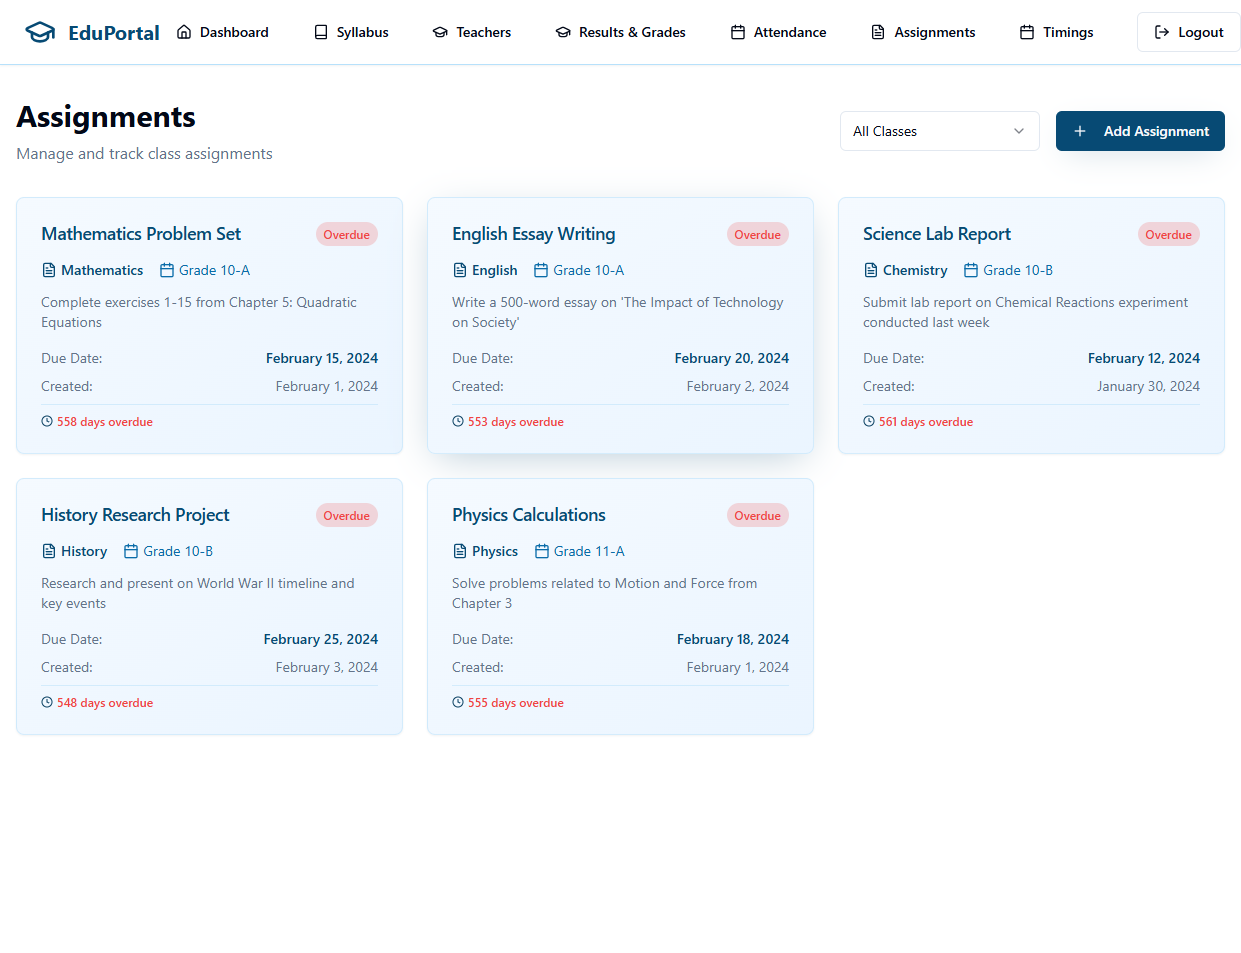 EduPortal
Dashboard
Syllabus
Teachers
Results & Grades
Attendance
Assignments
Timings
Logout
Assignments
Manage and track class assignments
All Classes
Add Assignment
Mathematics Problem Set
Overdue
Mathematics
Grade 10-A
Complete exercises 1-15 from Chapter 5: Quadratic
Equations
Due Date:
February 15, 2024
Created:
February 1, 2024
558 days overdue
English Essay Writing
Overdue
English
Grade 10-A
Write a 500-word essay on 'The Impact of Technology
on Society'
Due Date:
February 20, 2024
Created:
February 2, 2024
553 days overdue
Science Lab Report
Overdue
Chemistry
Grade 10-B
Submit lab report on Chemical Reactions experiment
conducted last week
Due Date:
February 12, 2024
Created:
January 30, 2024
561 days overdue
History Research Project
Overdue
History
Grade 10-B
Research and present on World War II timeline and
key events
Due Date:
February 25, 2024
Created:
February 3, 2024
548 days overdue
Physics Calculations
Overdue
Physics
Grade 11-A
Solve problems related to Motion and Force from
Chapter 3
Due Date:
February 18, 2024
Created:
February 1, 2024
555 days overdue